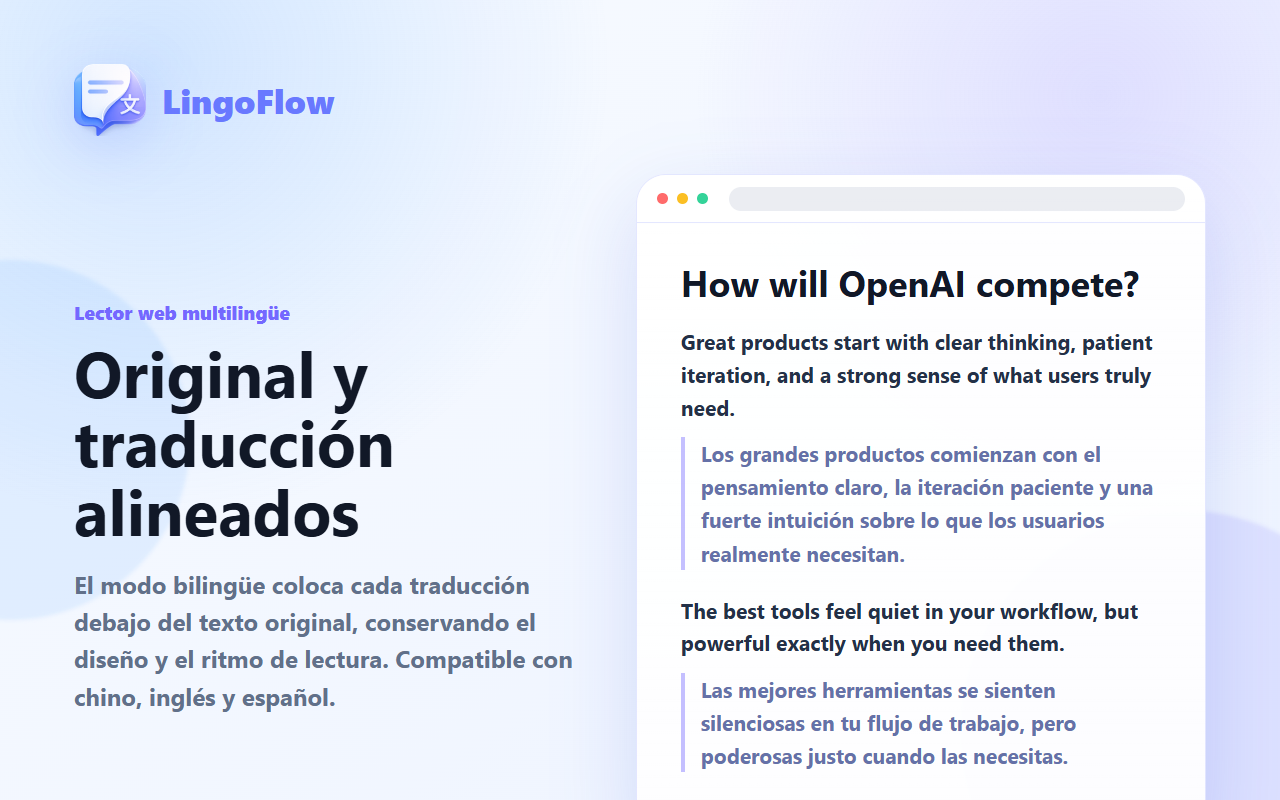 文
LingoFlow
Lector web multilingüe
Original y
traducción
alineados
El modo bilingüe coloca cada traducción
debajo del texto original, conservando el
diseño y el ritmo de lectura. Compatible con
chino, inglés y español.
How will OpenAI compete?
Great products start with clear thinking, patient
iteration, and a strong sense of what users truly
need.
Los grandes productos comienzan con el
pensamiento claro, la iteración paciente y una
fuerte intuición sobre lo que los usuarios
realmente necesitan.
The best tools feel quiet in your workflow, but
powerful exactly when you need them.
Las mejores herramientas se sienten
silenciosas en tu flujo de trabajo, pero
poderosas justo cuando las necesitas.